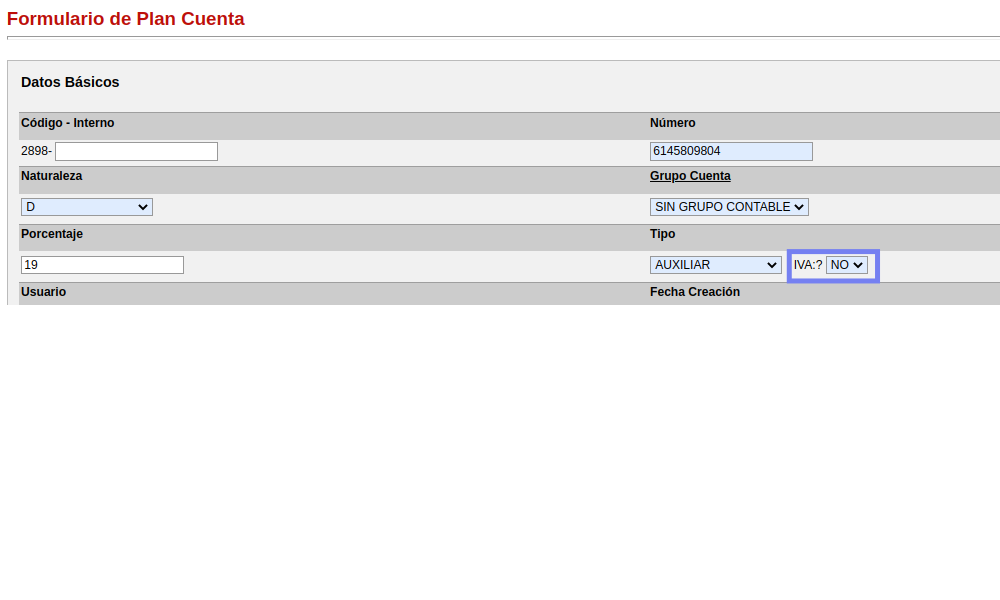 Formulario de Plan Cuenta
Datos Básicos
Código - Interno Número
2898- 6145809804
Naturaleza Grupo Cuenta
D SIN GRUPO CONTABLE
Porcentaje Tipo
19 AUXILIAR IVA:? NO
Usuario Fecha Creación